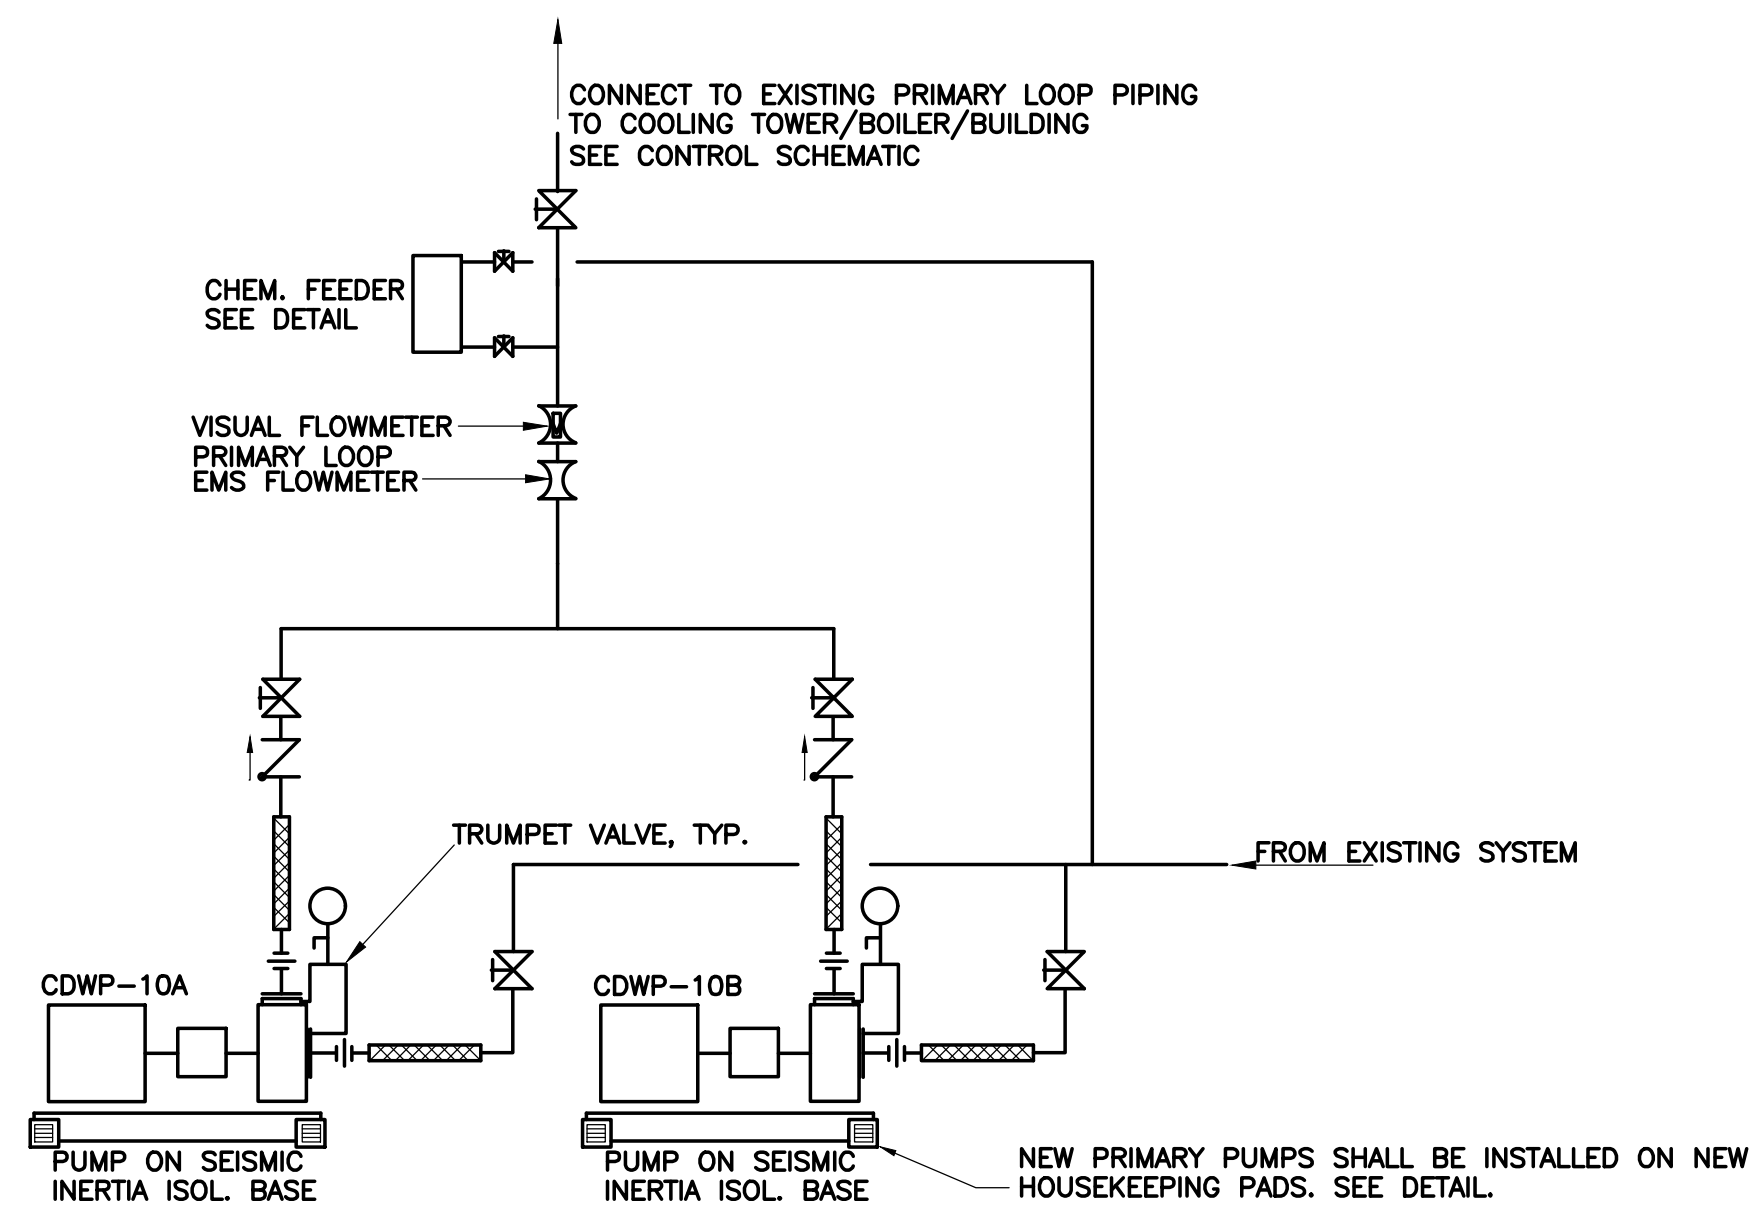 CONNECT TO EXISTING PRIMARY LOOP PIPING
TO COOLING TOWER/BOILER/BUILDING
SEE CONTROL SCHEMATIC
CHEM. FEEDER
SEE DETAIL
VISUAL FLOWMETER
PRIMARY LOOP
EMS FLOWMETER
TRUMPET VALVE, TYP.
FROM EXISTING SYSTEM
CDWP-10A
CDWP-10B
PUMP ON SEISMIC
INERTIA ISOL. BASE
PUMP ON SEISMIC
INERTIA ISOL. BASE
NEW PRIMARY PUMPS SHALL BE INSTALLED ON NEW
HOUSEKEEPING PADS. SEE DETAIL.